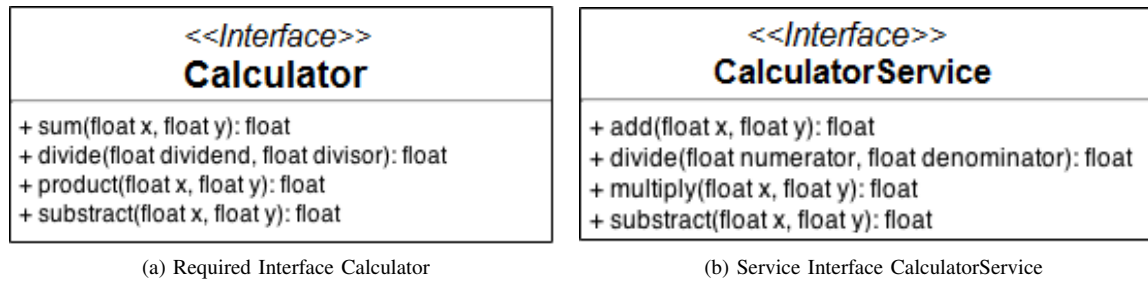 <<Interface>>
Calculator
+ sum(float x, float y): float
+ divide(float dividend, float divisor): float
+ product(float x, float y): float
+ substract(float x, float y): float
(a) Required Interface Calculator
<<Interface>>
CalculatorService
+ add(float x, float y): float
+ divide(float numerator, float denominator): float
+ multiply(float x, float y): float
+ substract(float x, float y): float
(b) Service Interface CalculatorService